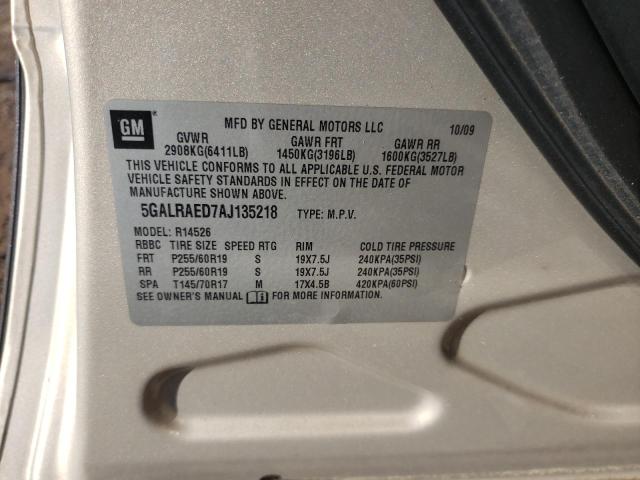 GM
MFD BY GENERAL MOTORS LLC 10/09
GVWR GAWR FRT GAWR RR
2908KG(6411LB) 1450KG(3196LB) 1600KG(3527LB)
THIS VEHICLE CONFORMS TO ALL APPLICABLE U.S. FEDERAL MOTOR
VEHICLE SAFETY STANDARDS IN EFFECT ON THE DATE OF
MANUFACTURE SHOWN ABOVE.
5GALRAED7AJ135218 TYPE: M.P.V.
MODEL: R14526
RBBC TIRE SIZE SPEED RTG RIM COLD TIRE PRESSURE
FRT P255/60R19 S 19X7.5J 240KPA(35PSI)
RR P255/60R19 S 19X7.5J 240KPA(35PSI)
SPA T145/70R17 M 17X4.5B 420KPA(60PSI)
SEE OWNER'S MANUAL FOR MORE INFORMATION.